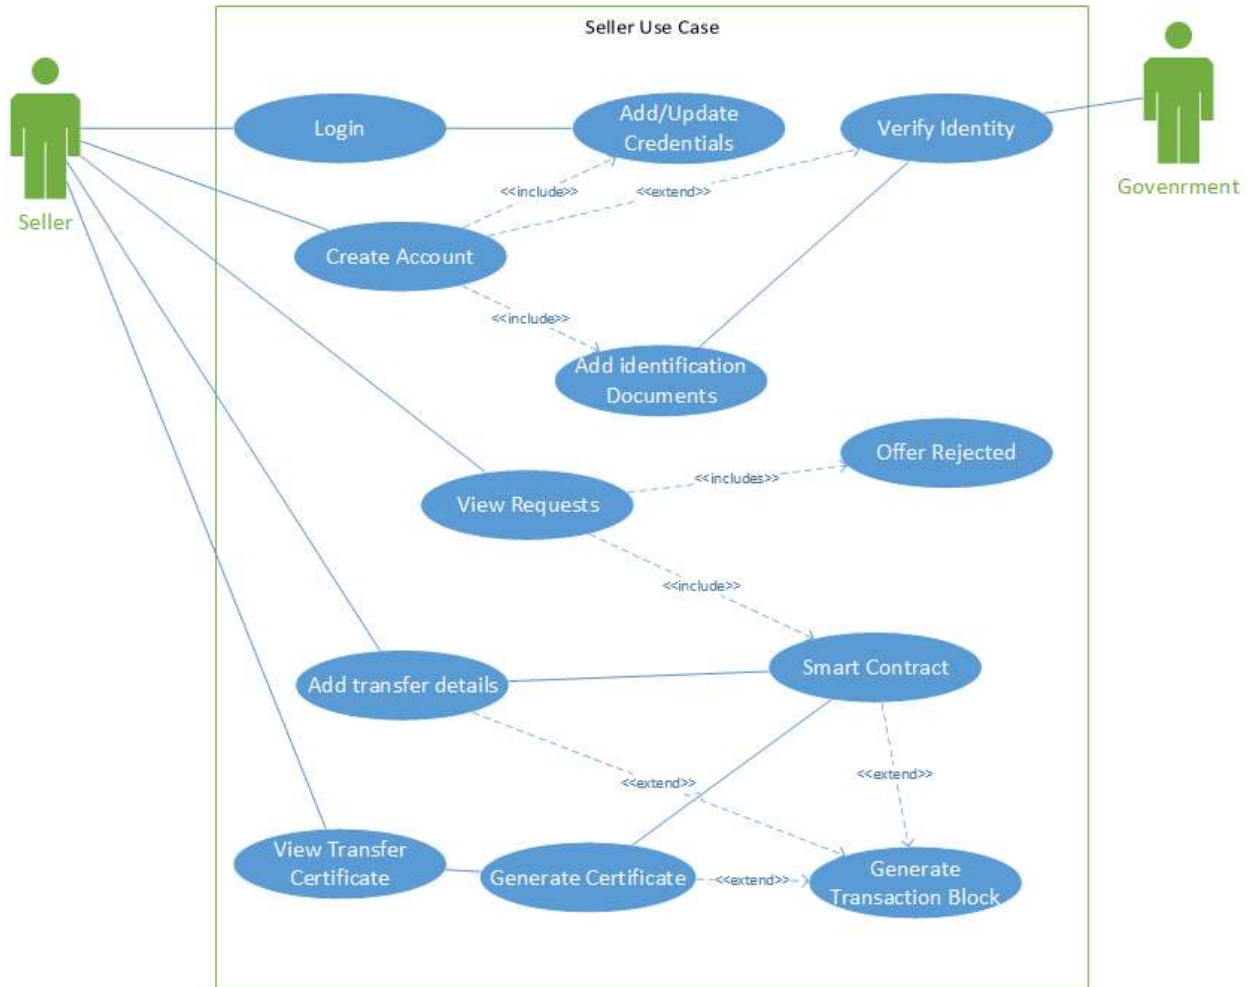 Seller Use Case
Login
Add/Update
Credentials
Verify Identity
Govenrment
Seller
<<include>>
<<extend>>
Create Account
<<include>>
Add identification
Documents
Offer Rejected
<<includes>>
View Requests
<<include>>
Smart Contract
Add transfer details
<<extend>>
<<extend>>
View Transfer
Certificate
Generate Certificate
<<extend>>
Generate
Transaction Block